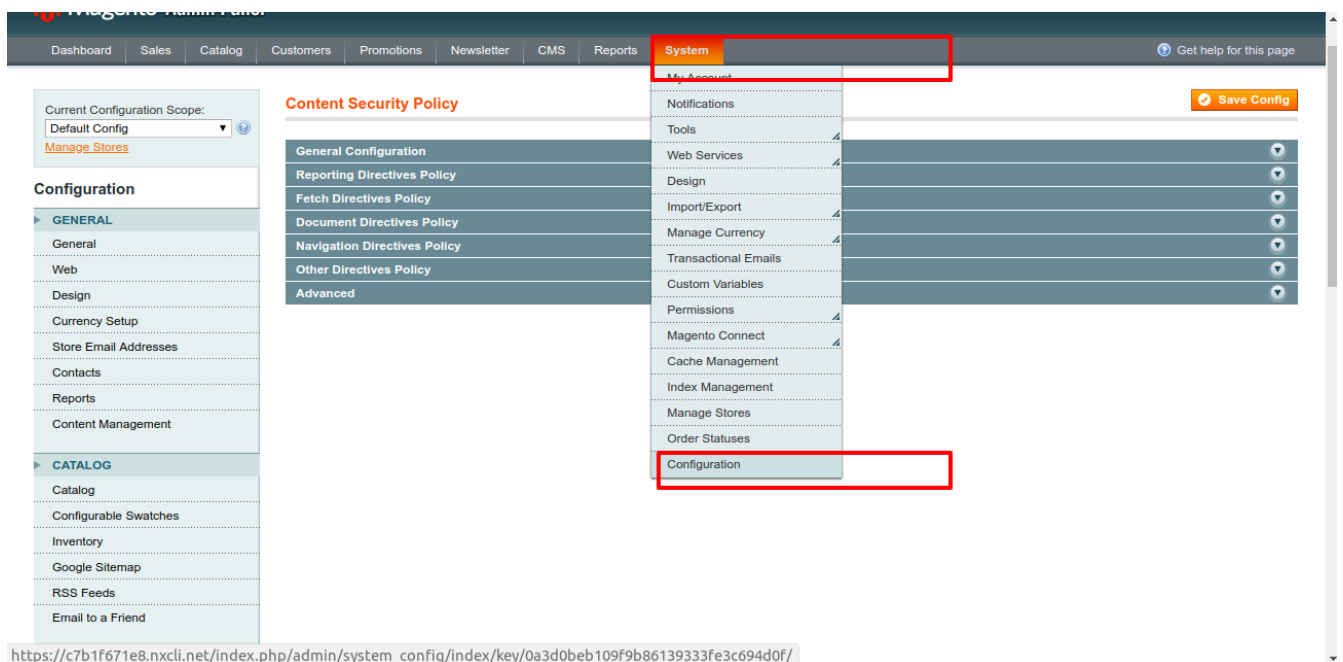 Magento Admin Panel
Dashboard Sales Catalog Customers Promotions Newsletter CMS Reports System Get help for this page
My Account
Notifications
Tools
Web Services
Design
Import/Export
Manage Currency
Transactional Emails
Custom Variables
Permissions
Magento Connect
Cache Management
Index Management
Manage Stores
Order Statuses
Configuration
Current Configuration Scope:
Default Config
Manage Stores
Configuration
GENERAL
General
Web
Design
Currency Setup
Store Email Addresses
Contacts
Reports
Content Management
CATALOG
Catalog
Configurable Swatches
Inventory
Google Sitemap
RSS Feeds
Email to a Friend
Content Security Policy
Save Config
General Configuration
Reporting Directives Policy
Fetch Directives Policy
Document Directives Policy
Navigation Directives Policy
Other Directives Policy
Advanced
https://c7b1f671e8.nxcli.net/index.php/admin/system_config/index/key/0a3d0beb109f9b86139333fe3c694d0f/